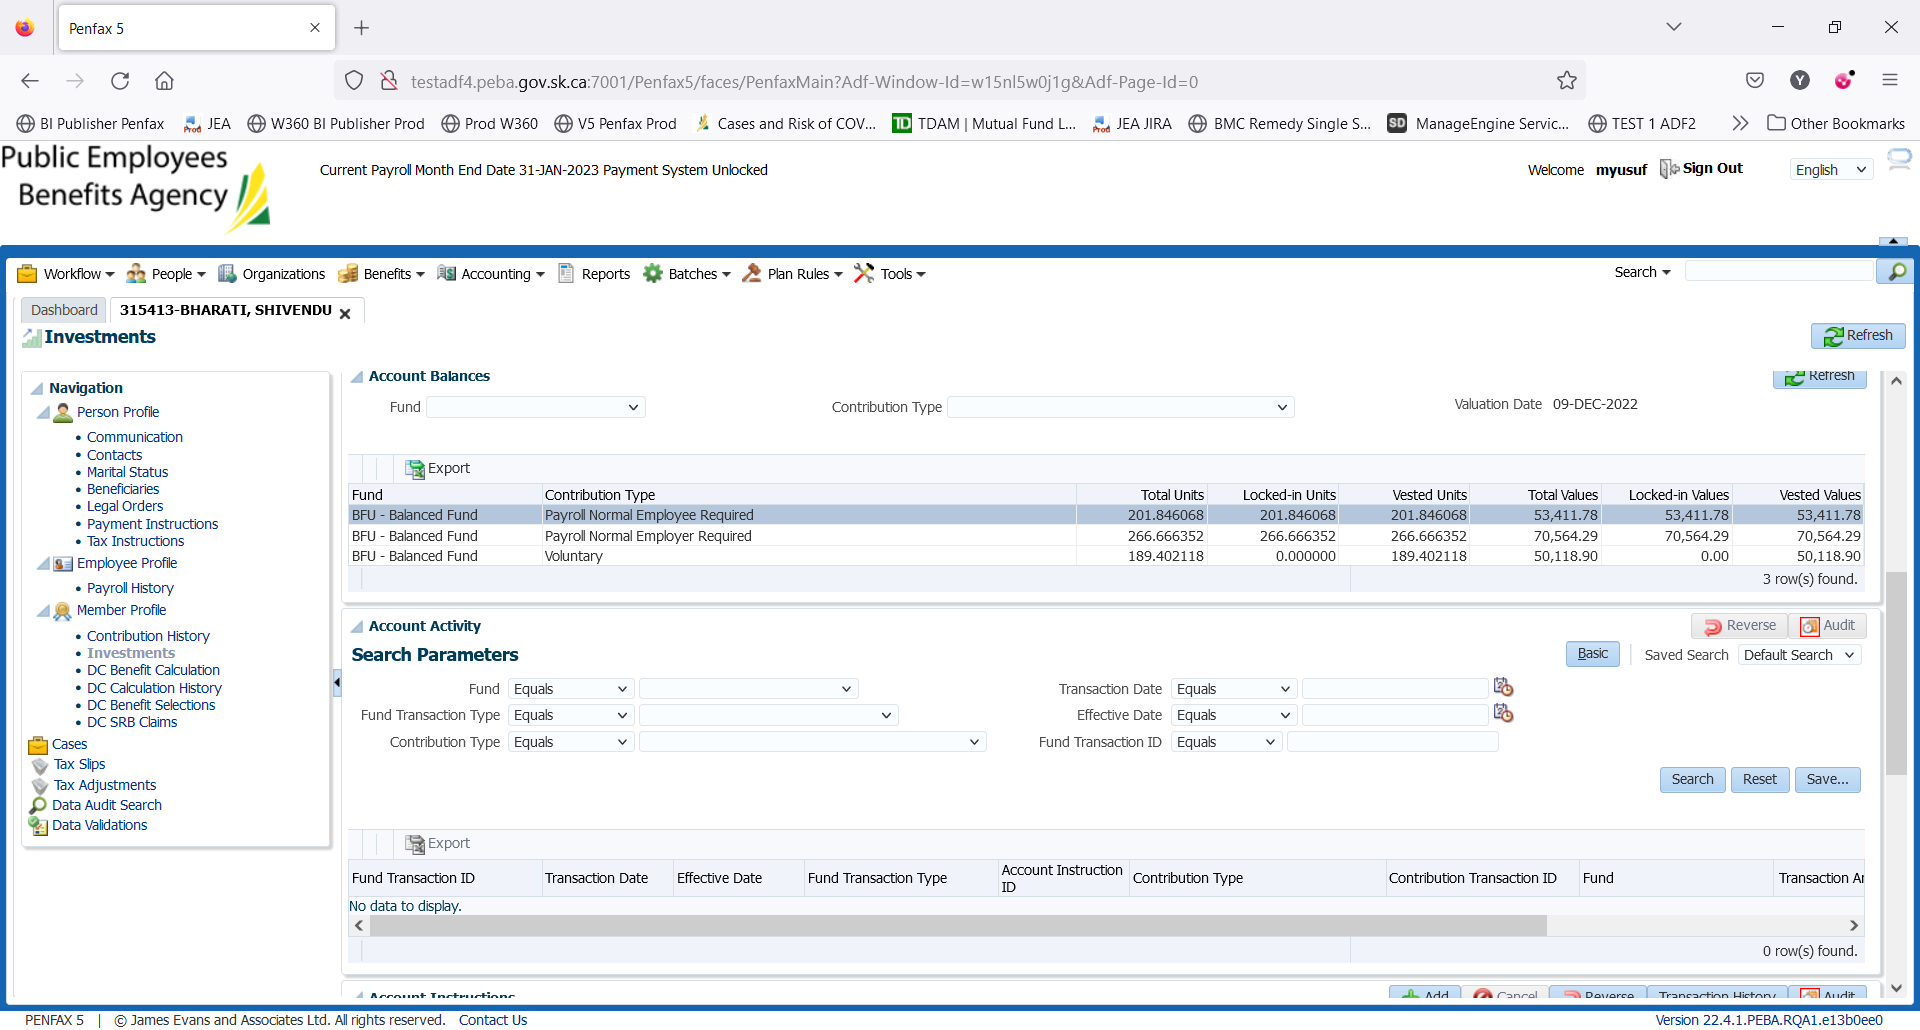 Penfax 5
testadf4.peba.gov.sk.ca:7001/Penfax5/faces/PenfaxMain?Adf-Window-Id=w15nl5w0j1g&Adf-Page-Id=0
BI Publisher Penfax JEA W360 BI Publisher Prod Prod W360 V5 Penfax Prod Cases and Risk of COV... TDAM | Mutual Fund L... JEA JIRA BMC Remedy Single S... ManageEngine Servic... TEST 1 ADF2 Other Bookmarks
Public Employees
Benefits Agency
Current Payroll Month End Date 31-JAN-2023 Payment System Unlocked
Welcome myusuf Sign Out English
Workflow People Organizations Benefits Accounting Reports Batches Plan Rules Tools Search
Dashboard 315413-BHARATI, SHIVENDU
Investments Refresh
Navigation
Person Profile
Communication
Contacts
Marital Status
Beneficiaries
Legal Orders
Payment Instructions
Tax Instructions
Employee Profile
Payroll History
Member Profile
Contribution History
Investments
DC Benefit Calculation
DC Calculation History
DC Benefit Selections
DC SRB Claims
Cases
Tax Slips
Tax Adjustments
Data Audit Search
Data Validations
Account Balances Refresh
Fund Contribution Type Valuation Date 09-DEC-2022
Export
Fund Contribution Type Total Units Locked-in Units Vested Units Total Values Locked-in Values Vested Values
BFU - Balanced Fund Payroll Normal Employee Required 201.846068 201.846068 201.846068 53,411.78 53,411.78 53,411.78
BFU - Balanced Fund Payroll Normal Employer Required 266.666352 266.666352 266.666352 70,564.29 70,564.29 70,564.29
BFU - Balanced Fund Voluntary 189.402118 0.000000 189.402118 50,118.90 0.00 50,118.90
3 row(s) found.
Account Activity Reverse Audit
Search Parameters Basic Saved Search Default Search
Fund Equals Transaction Date Equals
Fund Transaction Type Equals Effective Date Equals
Contribution Type Equals Fund Transaction ID Equals
Search Reset Save...
Export
Fund Transaction ID Transaction Date Effective Date Fund Transaction Type Account Instruction ID Contribution Type Contribution Transaction ID Fund Transaction Ar
No data to display.
0 row(s) found.
Account Instructions Add Cancel Reverse Transaction History Audit
PENFAX 5 | © James Evans and Associates Ltd. All rights reserved. Contact Us
Version 22.4.1.PEBA.RQA1.e13b0ee0